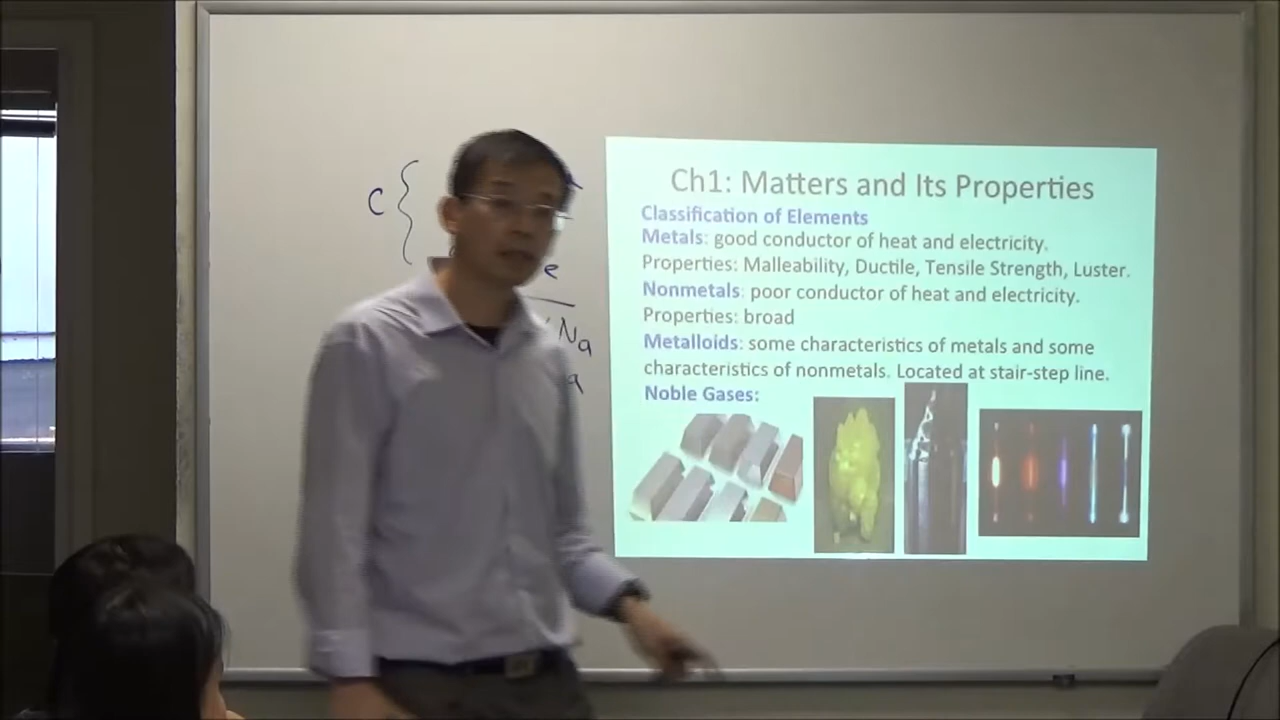 C {
e
Na
a
Ch1: Matters and Its Properties
Classification of Elements
Metals: good conductor of heat and electricity.
Properties: Malleability, Ductile, Tensile Strength, Luster.
Nonmetals: poor conductor of heat and electricity.
Properties: broad
Metalloids: some characteristics of metals and some
characteristics of nonmetals. Located at stair-step line.
Noble Gases: